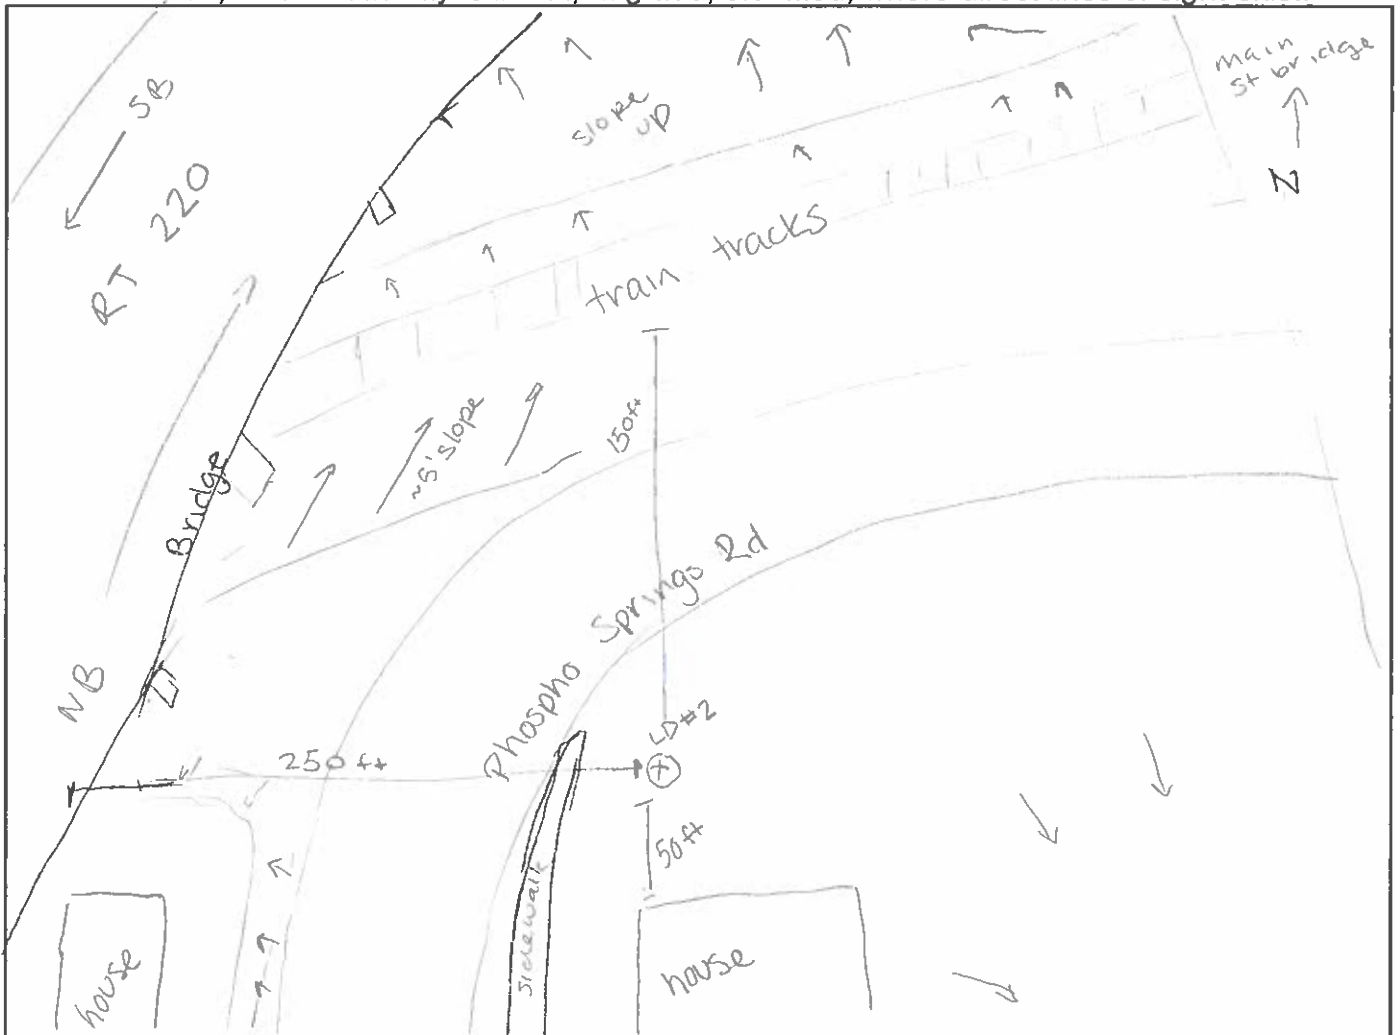 SB
RT 220
slope
up
main
st bridge
N
train tracks
~5' slope
150ft
Bridge
Phospho Springs Rd
NB
LD#2
250 ft
50ft
sidewalk
house
house